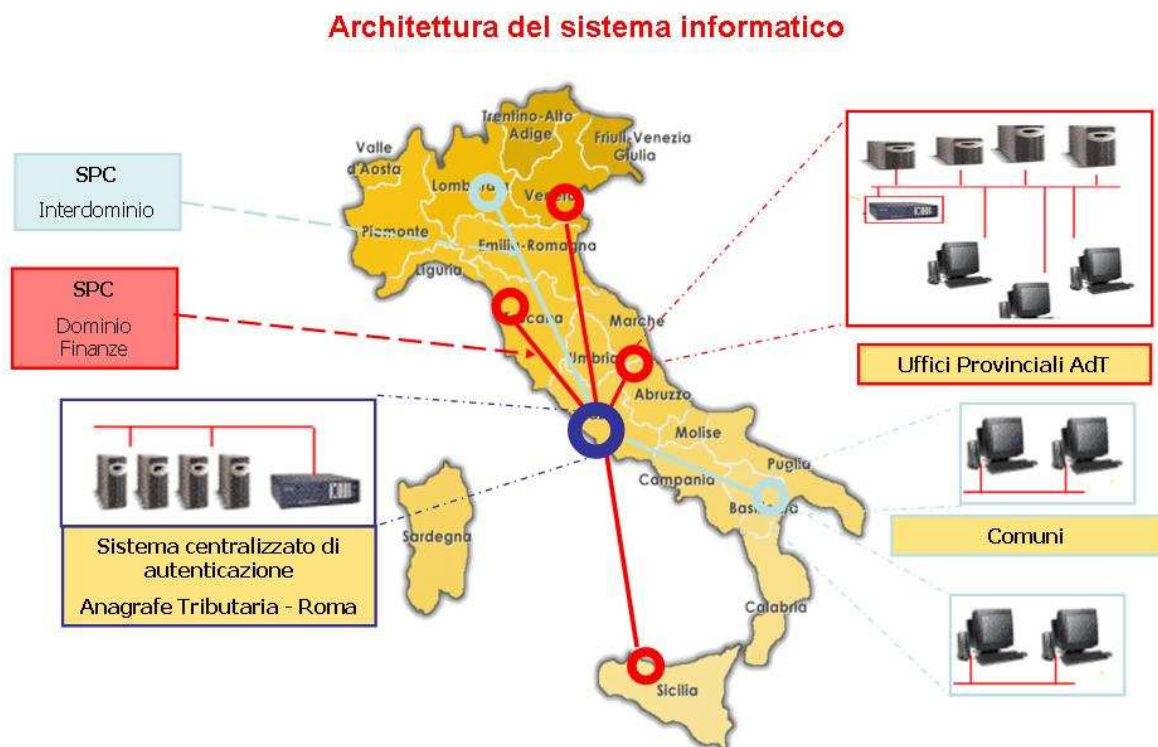 Architettura del sistema informatico
SPC
Interdominio
SPC
Dominio
Finanze
Sistema centralizzato di
autenticazione
Anagrafe Tributaria - Roma
Valle
d'Aosta
Trentino-Alto
Adige
Friuli-Venezia
Giulia
Lombardia
Veneto
Piemonte
Emilia-Romagna
Liguria
Toscana
Marche
Umbria
Abruzzo
Molise
Campania
Puglia
Basilicata
Sardegna
Calabria
Sicilia
Uffici Provinciali AdT
Comuni